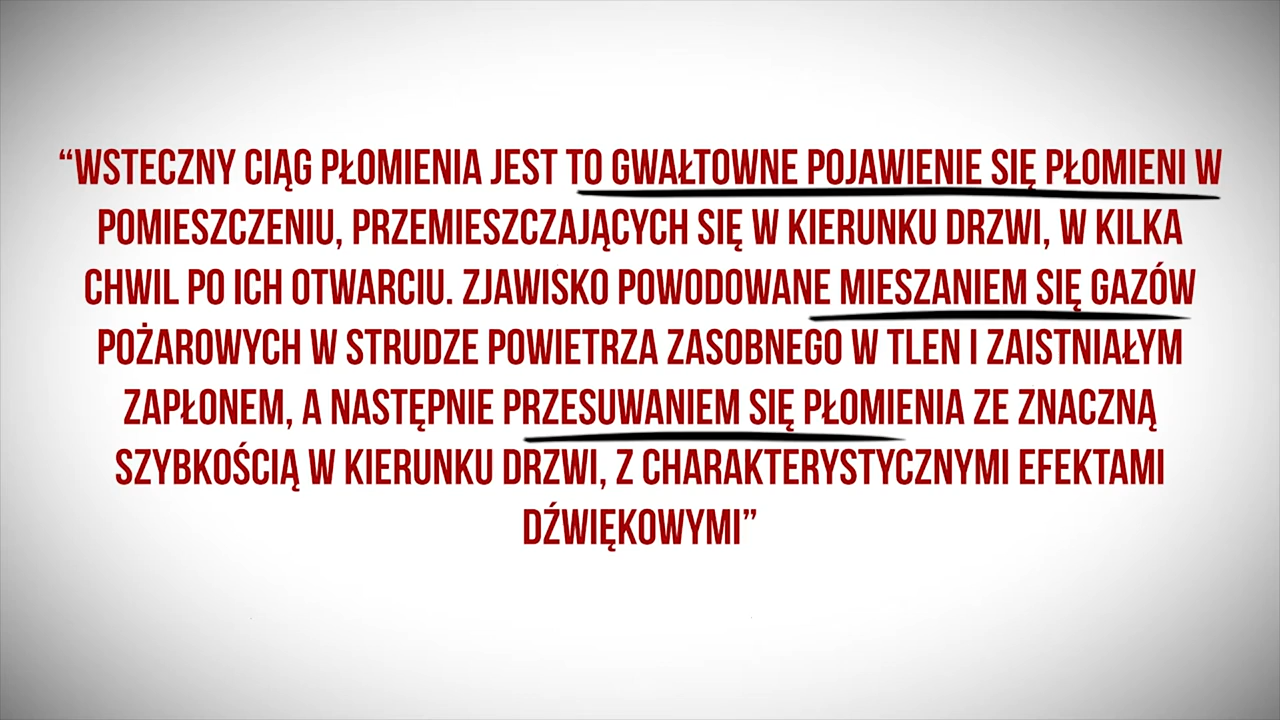 “WSTECZNY CIĄG PŁOMIENIA JEST TO GWAŁTOWNE POJAWIENIE SIĘ PŁOMIENI W
POMIESZCZENIU, PRZEMIESZCZAJĄCYCH SIĘ W KIERUNKU DRZWI, W KILKA
CHWIL PO ICH OTWARCIU. ZJAWISKO POWODOWANE MIESZANIEM SIĘ GAZÓW
POŻAROWYCH W STRUDZE POWIETRZA ZASOBNEGO W TLEN I ZAISTNIAŁYM
ZAPŁONEM, A NASTĘPNIE PRZESUWANIEM SIĘ PŁOMIENIA ZE ZNACZNĄ
SZYBKOŚCIĄ W KIERUNKU DRZWI, Z CHARAKTERYSTYCZNYMI EFEKTAMI
DŹWIĘKOWYMI”